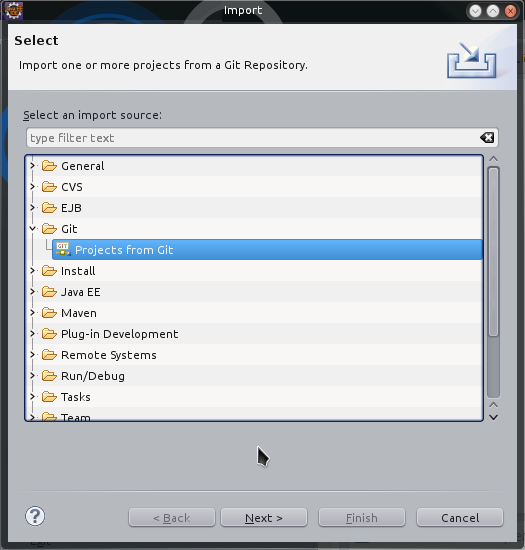 Import
Select
Import one or more projects from a Git Repository.
Select an import source:
type filter text
General
CVS
EJB
Git
GIT
Projects from Git
Install
Java EE
Maven
Plug-in Development
Remote Systems
Run/Debug
Tasks
Team
?
< Back
Next >
Finish
Cancel